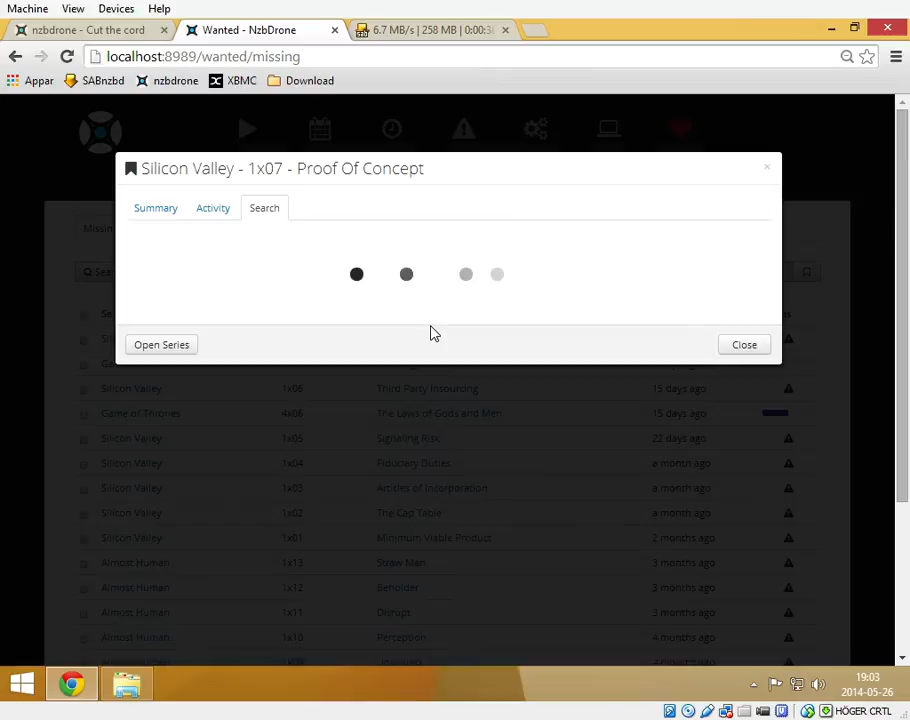 Machine View Devices Help
nzbdrone - Cut the cord × Wanted - NzbDrone × 6.7 MB/s | 258 MB | 0:00:3 ×
localhost:8989/wanted/missing
Appar SABnzbd nzbdrone XBMC Download
Silicon Valley - 1x07 - Proof Of Concept ×
Summary Activity Search
Open Series Close
Silicon Valley 1x06 Third Party Insourcing 15 days ago
Game of Thrones 4x06 The Laws of Gods and Men 15 days ago
Silicon Valley 1x05 Signaling Risk 22 days ago
Silicon Valley 1x04 Fiduciary Duties a month ago
Silicon Valley 1x03 Articles of Incorporation a month ago
Silicon Valley 1x02 The Cap Table a month ago
Silicon Valley 1x01 Minimum Viable Product 2 months ago
Almost Human 1x13 Straw Man 3 months ago
Almost Human 1x12 Beholder 3 months ago
Almost Human 1x11 Disrupt 3 months ago
Almost Human 1x10 Perception 4 months ago
19:03
2014-05-26
HÖGER CRTL